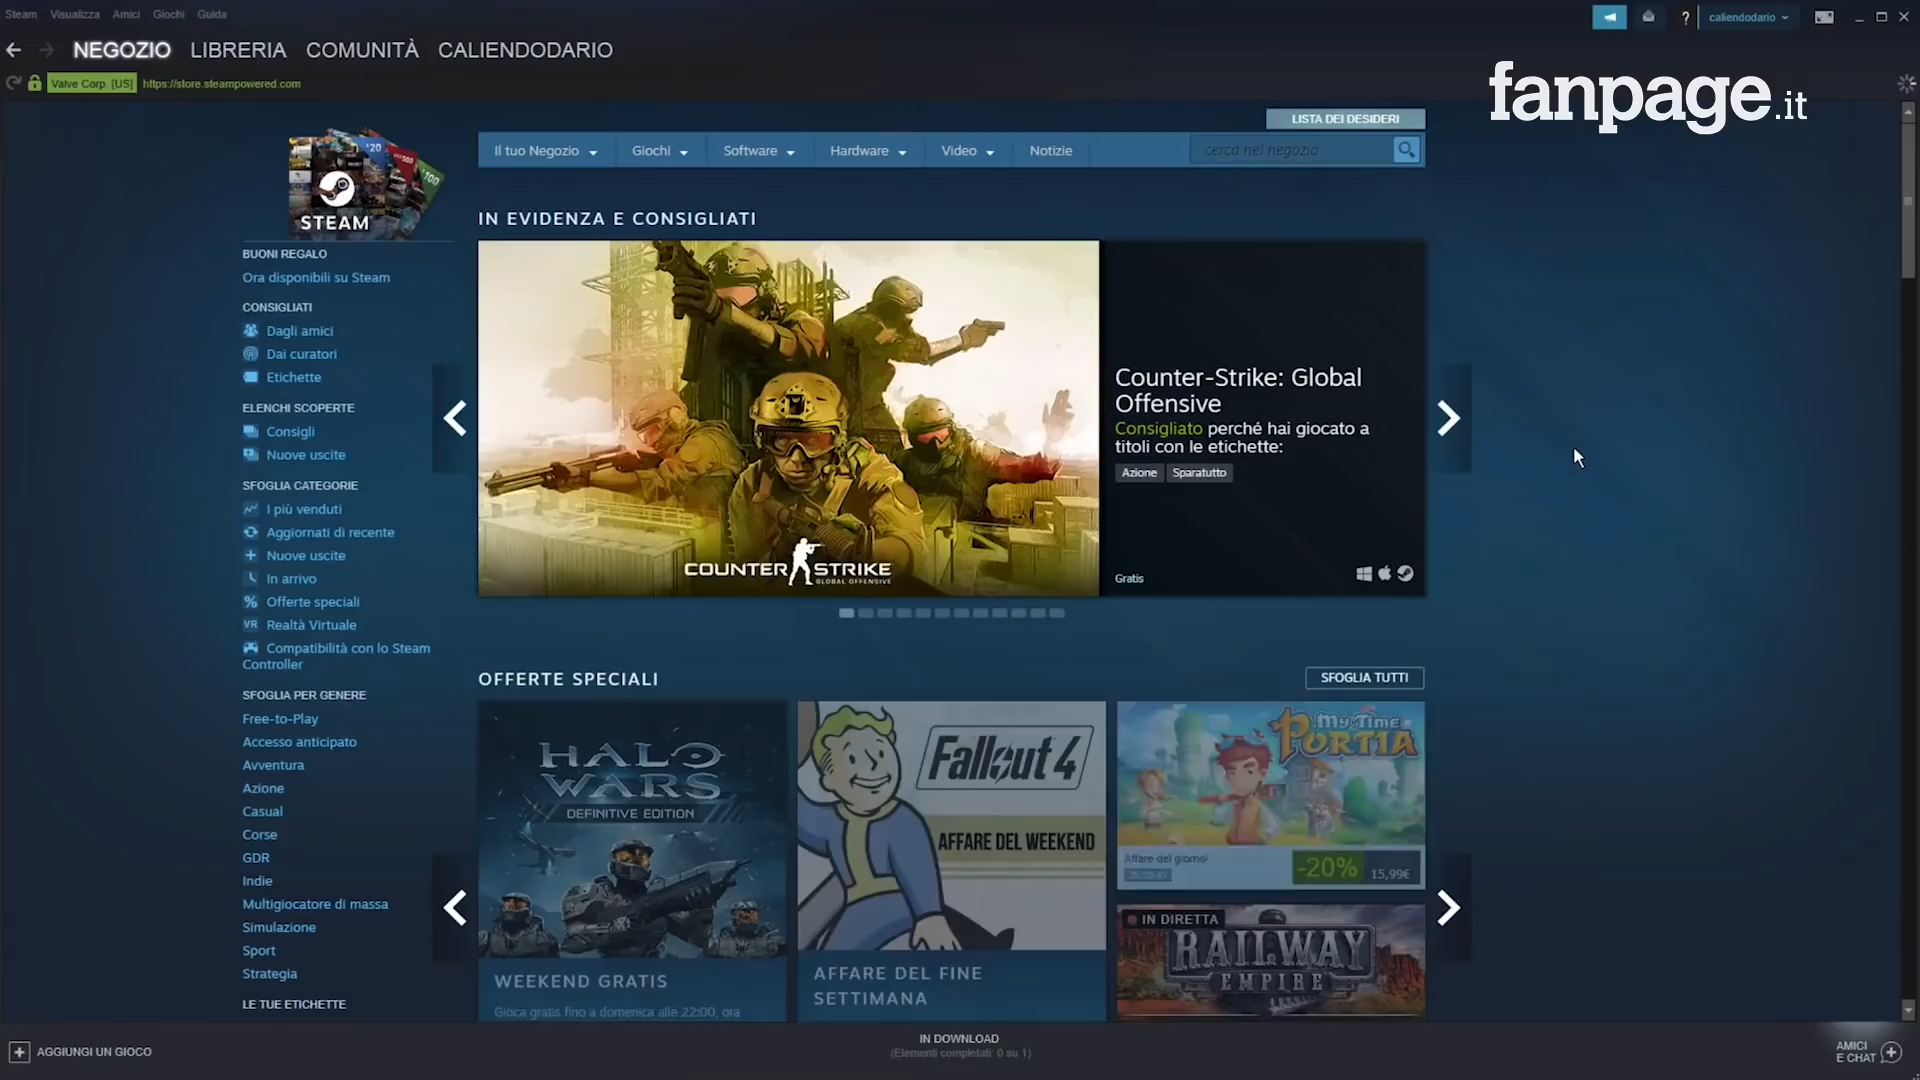 Steam Visualizza Amici Giochi Guida
? caliendodario
NEGOZIO LIBRERIA COMUNITÀ CALIENDODARIO
Valve Corp. [US] https://store.steampowered.com
fanpage.it
LISTA DEI DESIDERI
Il tuo Negozio Giochi Software Hardware Video Notizie cerca nel negozio
$20
$100
STEAM
BUONI REGALO
Ora disponibili su Steam
CONSIGLIATI
Dagli amici
Dai curatori
Etichette
ELENCHI SCOPERTE
Consigli
Nuove uscite
SFOGLIA CATEGORIE
I più venduti
Aggiornati di recente
Nuove uscite
In arrivo
% Offerte speciali
VR Realtà Virtuale
Compatibilità con lo Steam
Controller
SFOGLIA PER GENERE
Free-to-Play
Accesso anticipato
Avventura
Azione
Casual
Corse
GDR
Indie
Multigiocatore di massa
Simulazione
Sport
Strategia
LE TUE ETICHETTE
IN EVIDENZA E CONSIGLIATI
COUNTER STRIKE
GLOBAL OFFENSIVE
Counter-Strike: Global
Offensive
Consigliato perché hai giocato a
titoli con le etichette:
Azione Sparatutto
Gratis
OFFERTE SPECIALI
SFOGLIA TUTTI
HALO
WARS
DEFINITIVE EDITION
WEEKEND GRATIS
Gioca gratis fino a domenica alle 22:00, ora
Fallout 4
AFFARE DEL WEEKEND
AFFARE DEL FINE
SETTIMANA
My Time
PORTIA
Affare del giorno!
-20% 15,99€
IN DIRETTA
RAILWAY
EMPIRE
AGGIUNGI UN GIOCO
IN DOWNLOAD
(Elementi completati: 0 su 1)
AMICI
E CHAT